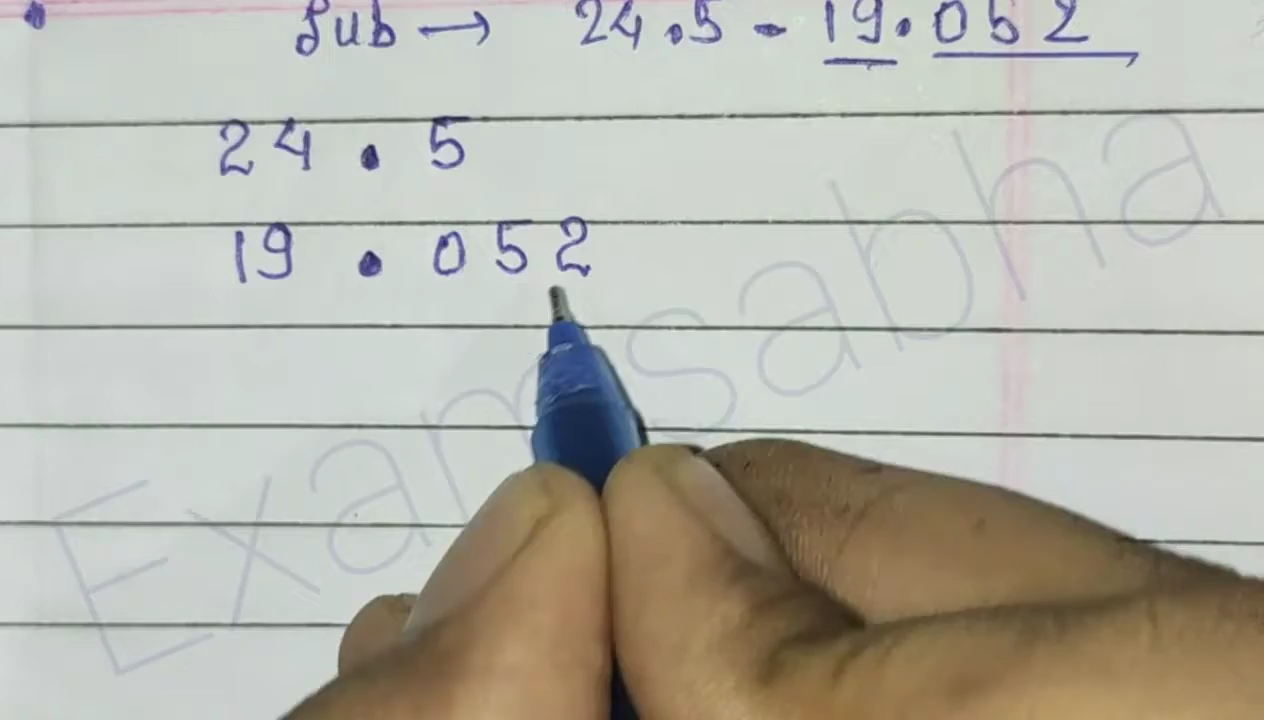 Sub → 24.5 - 19.052
24 . 5
19 . 052
Examsabha